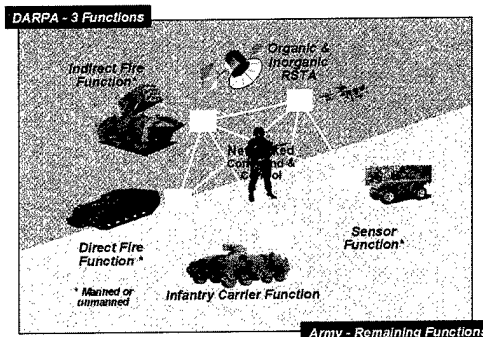 DARPA - 3 Functions
Organic &
Inorganic
RSTA
Indirect Fire
Function*
Networked
Command &
Control
Sensor
Function*
Direct Fire
Function *
* Manned or
unmanned
Infantry Carrier Function
Army - Remaining Functions